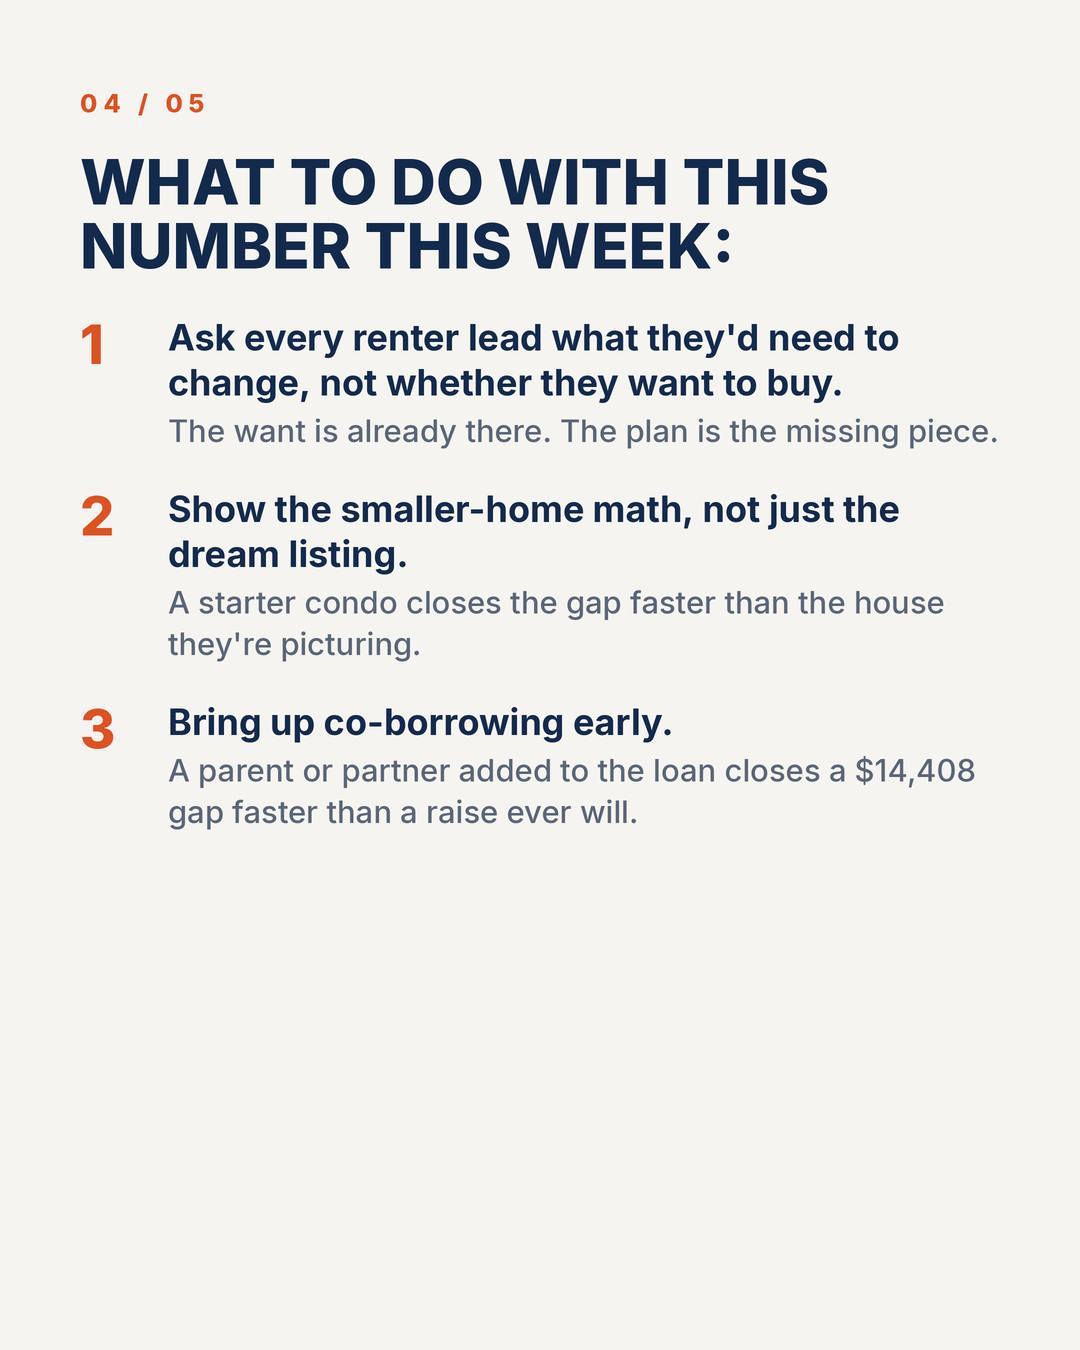 04 / 05
WHAT TO DO WITH THIS
NUMBER THIS WEEK:
1
Ask every renter lead what they'd need to
change, not whether they want to buy.
The want is already there. The plan is the missing piece.
2
Show the smaller-home math, not just the
dream listing.
A starter condo closes the gap faster than the house
they're picturing.
3
Bring up co-borrowing early.
A parent or partner added to the loan closes a $14,408
gap faster than a raise ever will.